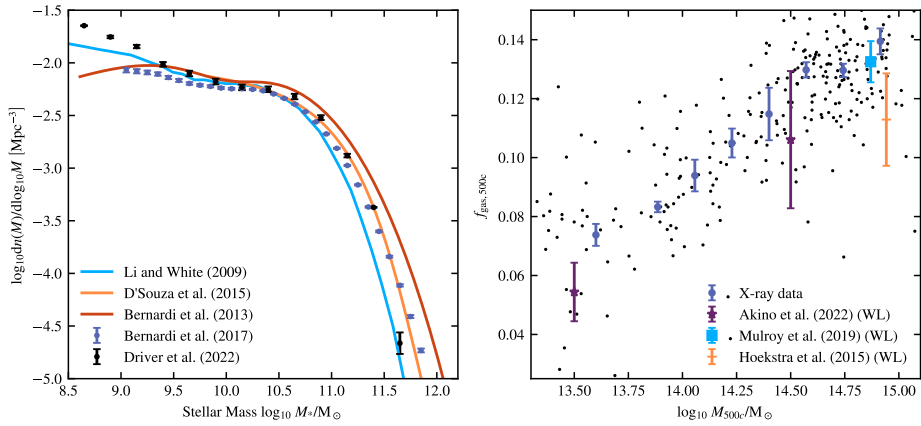 −1.5
−2.0
−2.5
−3.0
−3.5
−4.0
−4.5
−5.0
log₁₀dn(M)/dlog₁₀M [Mpc⁻³]
Li and White (2009)
D'Souza et al. (2015)
Bernardi et al. (2013)
Bernardi et al. (2017)
Driver et al. (2022)
8.5 9.0 9.5 10.0 10.5 11.0 11.5 12.0
Stellar Mass log₁₀ M*/M⊙
0.14
0.12
0.10
0.08
0.06
0.04
f_gas,500c
X-ray data
Akino et al. (2022) (WL)
Mulroy et al. (2019) (WL)
Hoekstra et al. (2015) (WL)
13.50 13.75 14.00 14.25 14.50 14.75 15.00
log₁₀ M₅₀₀c/M⊙